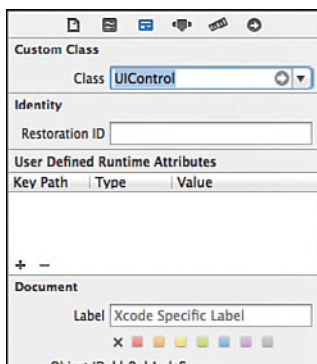 Custom Class
Class UIControl
Identity
Restoration ID
User Defined Runtime Attributes
Key Path Type Value
+ −
Document
Label Xcode Specific Label